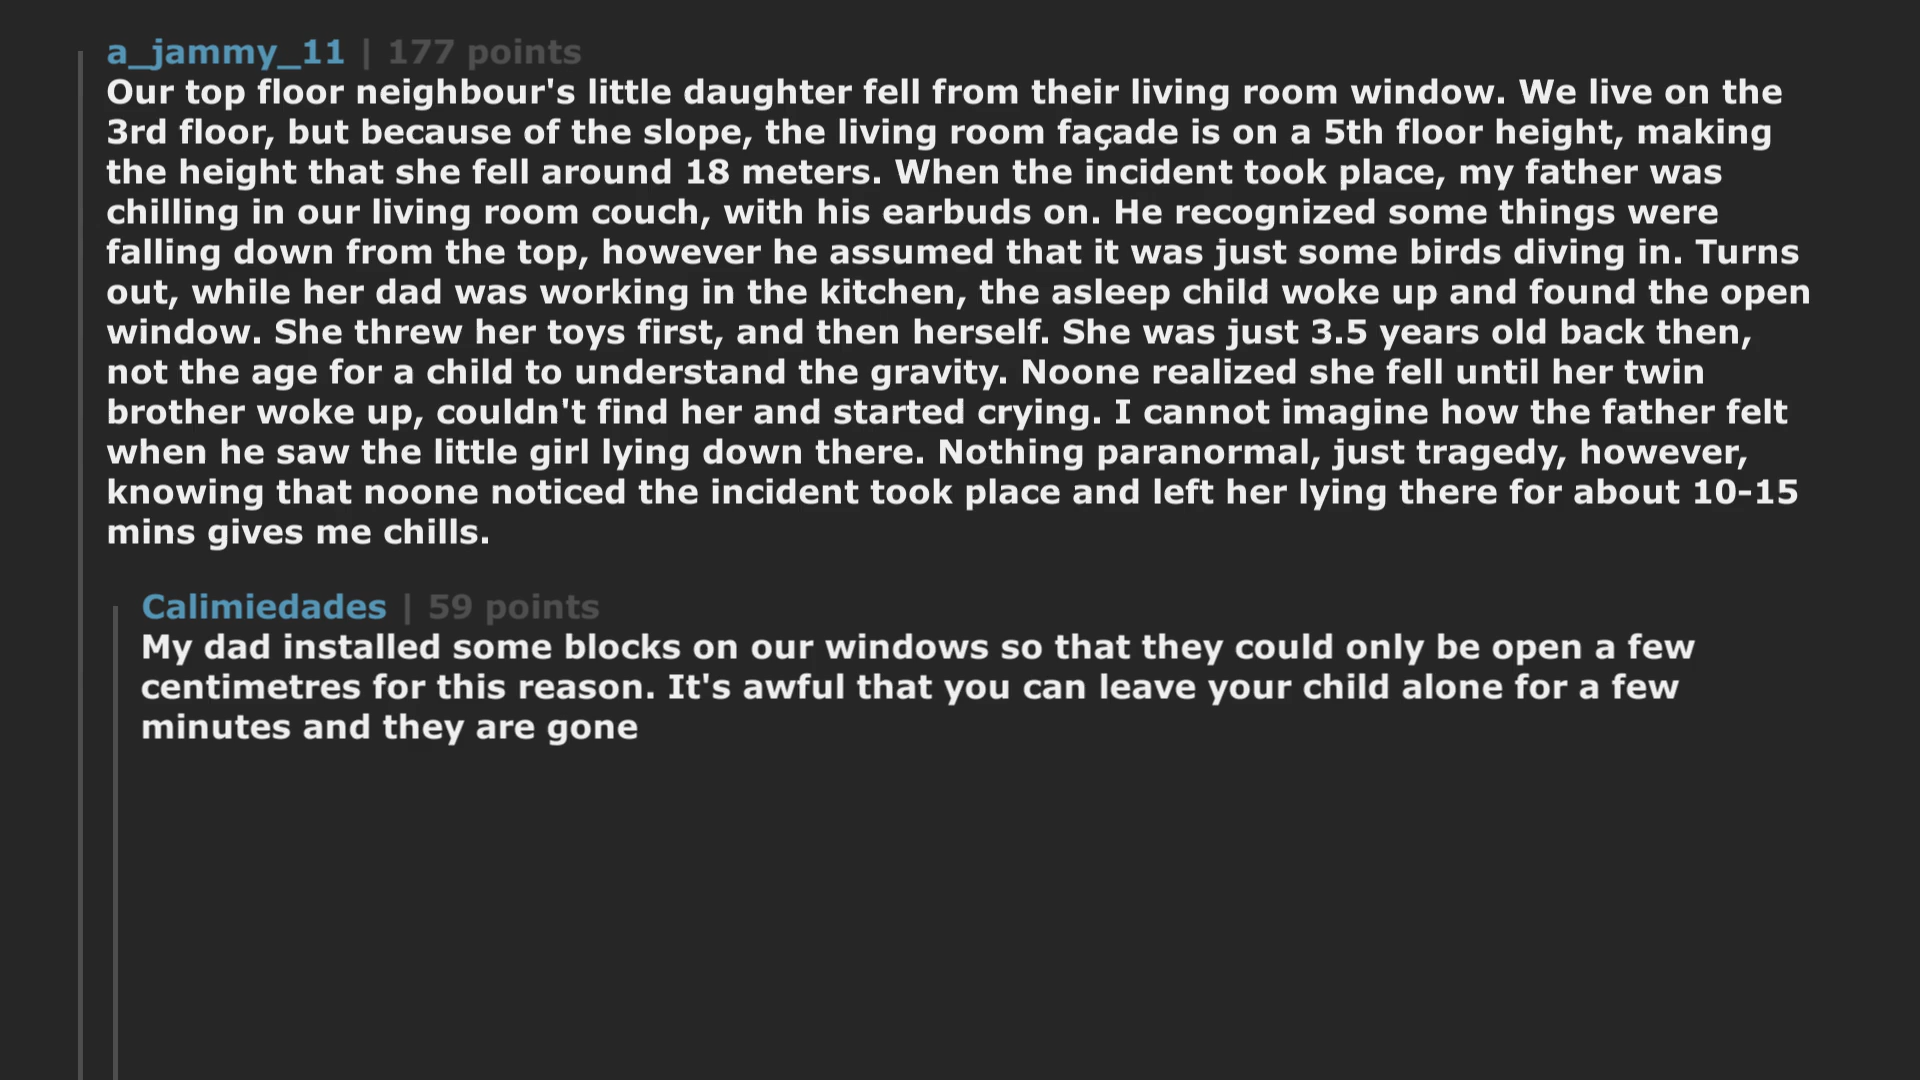 a_jammy_11 | 177 points
Our top floor neighbour's little daughter fell from their living room window. We live on the
3rd floor, but because of the slope, the living room façade is on a 5th floor height, making
the height that she fell around 18 meters. When the incident took place, my father was
chilling in our living room couch, with his earbuds on. He recognized some things were
falling down from the top, however he assumed that it was just some birds diving in. Turns
out, while her dad was working in the kitchen, the asleep child woke up and found the open
window. She threw her toys first, and then herself. She was just 3.5 years old back then,
not the age for a child to understand the gravity. Noone realized she fell until her twin
brother woke up, couldn't find her and started crying. I cannot imagine how the father felt
when he saw the little girl lying down there. Nothing paranormal, just tragedy, however,
knowing that noone noticed the incident took place and left her lying there for about 10-15
mins gives me chills.
Calimiedades | 59 points
My dad installed some blocks on our windows so that they could only be open a few
centimetres for this reason. It's awful that you can leave your child alone for a few
minutes and they are gone